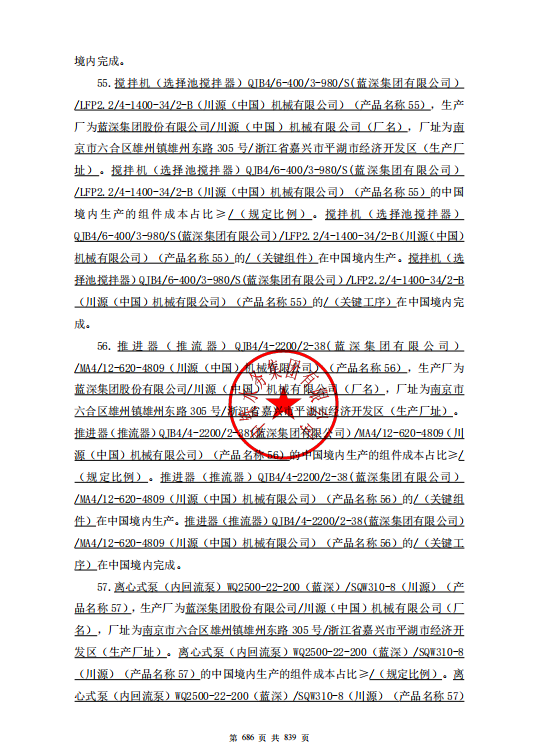 境内完成。
55.搅拌机（选择池搅拌器）QJB4/6-400/3-980/S(蓝深集团有限公司)
/LFP2.2/4-1400-34/2-B（川源（中国）机械有限公司）（产品名称55），生产
厂为蓝深集团股份有限公司/川源（中国）机械有限公司（厂名），厂址为南
京市六合区雄州镇雄州东路 305 号/浙江省嘉兴市平湖市经济开发区（生产厂
址）。搅拌机（选择池搅拌器）QJB4/6-400/3-980/S(蓝深集团有限公司)
/LFP2.2/4-1400-34/2-B（川源（中国）机械有限公司）（产品名称55）的中国
境内生产的组件成本占比≥/（规定比例）。搅拌机（选择池搅拌器）
QJB4/6-400/3-980/S(蓝深集团有限公司)/LFP2.2/4-1400-34/2-B（川源（中国）
机械有限公司）（产品名称55）的/（关键组件）在中国境内生产。搅拌机（选
择池搅拌器）QJB4/6-400/3-980/S(蓝深集团有限公司)/LFP2.2/4-1400-34/2-B
（川源（中国）机械有限公司）（产品名称55）的/（关键工序）在中国境内完
成。
56.推进器（推流器）QJB4/4-2200/2-38(蓝深集团有限公司)
/MA4/12-620-4809（川源（中国）机械有限公司）（产品名称56），生产厂为
蓝深集团股份有限公司/川源（中国）机械有限公司（厂名），厂址为南京市
六合区雄州镇雄州东路 305 号/浙江省嘉兴市平湖市经济开发区（生产厂址）。
推进器（推流器）QJB4/4-2200/2-38(蓝深集团有限公司)/MA4/12-620-4809（川
源（中国）机械有限公司）（产品名称56）的中国境内生产的组件成本占比≥/
（规定比例）。推进器（推流器）QJB4/4-2200/2-38(蓝深集团有限公司)
/MA4/12-620-4809（川源（中国）机械有限公司）（产品名称56）的/（关键组
件）在中国境内生产。推进器（推流器）QJB4/4-2200/2-38(蓝深集团有限公司)
/MA4/12-620-4809（川源（中国）机械有限公司）（产品名称56）的/（关键工
序）在中国境内完成。
57.离心式泵（内回流泵）WQ2500-22-200（蓝深）/SQW310-8（川源）（产
品名称57），生产厂为蓝深集团股份有限公司/川源（中国）机械有限公司（厂
名），厂址为南京市六合区雄州镇雄州东路 305 号/浙江省嘉兴市平湖市经济开
发区（生产厂址）。离心式泵（内回流泵）WQ2500-22-200（蓝深）/SQW310-8
（川源）（产品名称57）的中国境内生产的组件成本占比≥/（规定比例）。离
心式泵（内回流泵）WQ2500-22-200（蓝深）/SQW310-8（川源）（产品名称57）
第 686 页 共 839 页